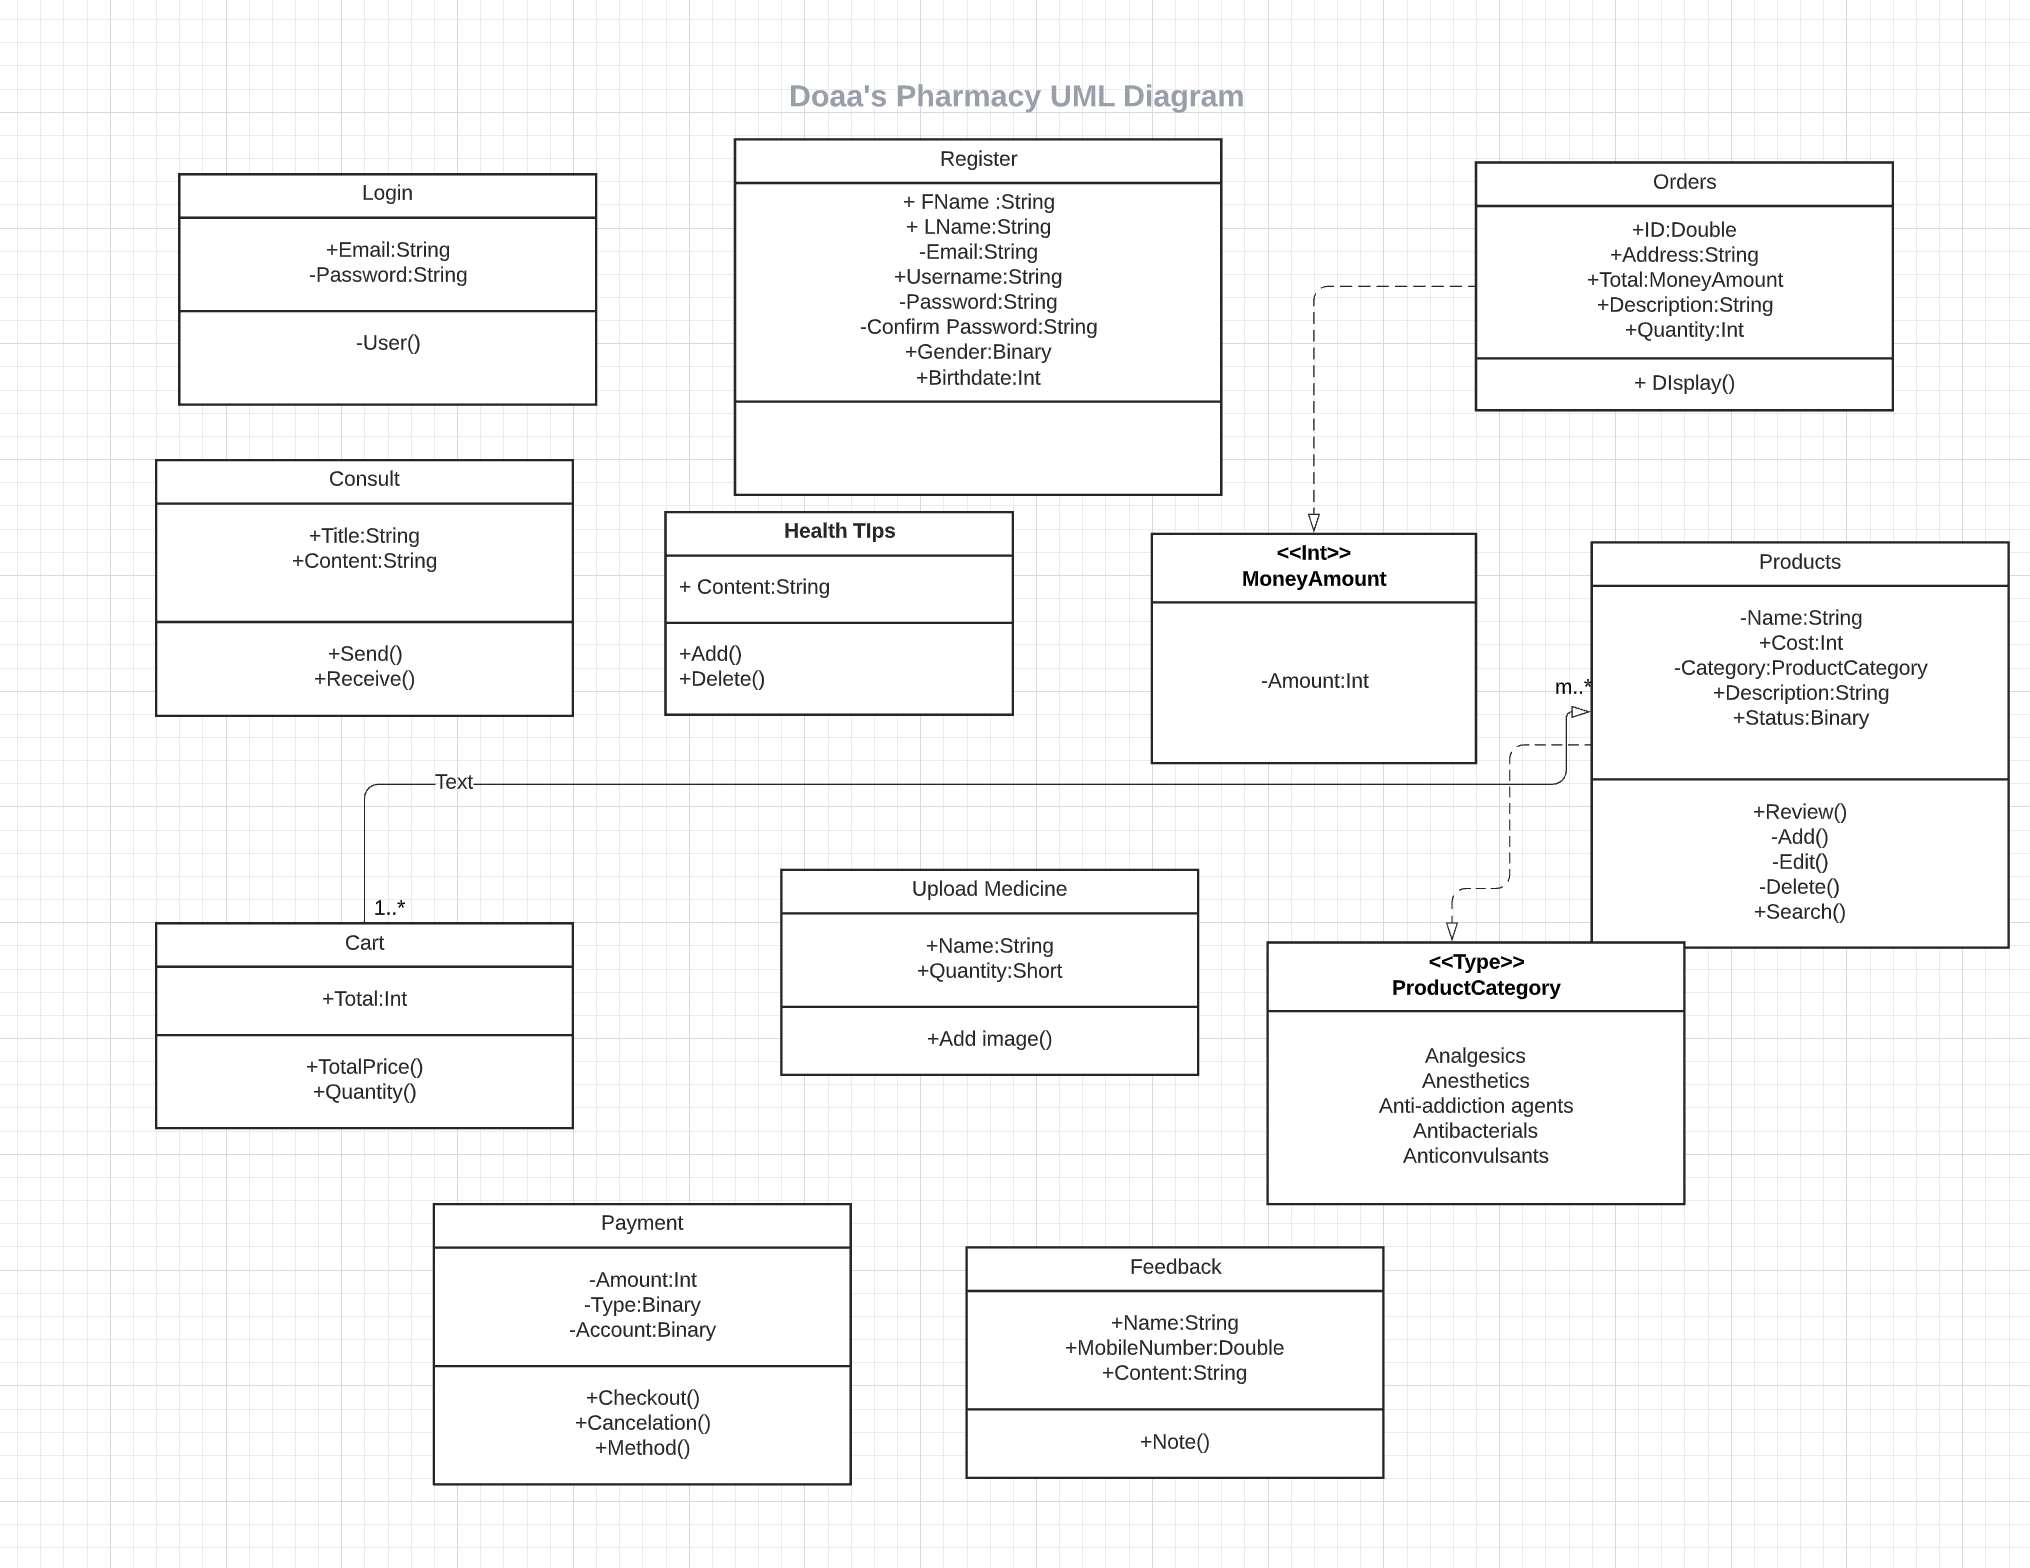 Doaa's Pharmacy UML Diagram
Login
+Email:String
-Password:String
-User()
Register
+ FName :String
+ LName:String
-Email:String
+Username:String
-Password:String
-Confirm Password:String
+Gender:Binary
+Birthdate:Int
Orders
+ID:Double
+Address:String
+Total:MoneyAmount
+Description:String
+Quantity:Int
+ DIsplay()
Consult
+Title:String
+Content:String
+Send()
+Receive()
Health TIps
+ Content:String
+Add()
+Delete()
<<Int>>
MoneyAmount
-Amount:Int
Products
-Name:String
+Cost:Int
-Category:ProductCategory
+Description:String
+Status:Binary
+Review()
-Add()
-Edit()
-Delete()
+Search()
m..*
Text
1..*
Cart
+Total:Int
+TotalPrice()
+Quantity()
Upload Medicine
+Name:String
+Quantity:Short
+Add image()
<<Type>>
ProductCategory
Analgesics
Anesthetics
Anti-addiction agents
Antibacterials
Anticonvulsants
Payment
-Amount:Int
-Type:Binary
-Account:Binary
+Checkout()
+Cancelation()
+Method()
Feedback
+Name:String
+MobileNumber:Double
+Content:String
+Note()